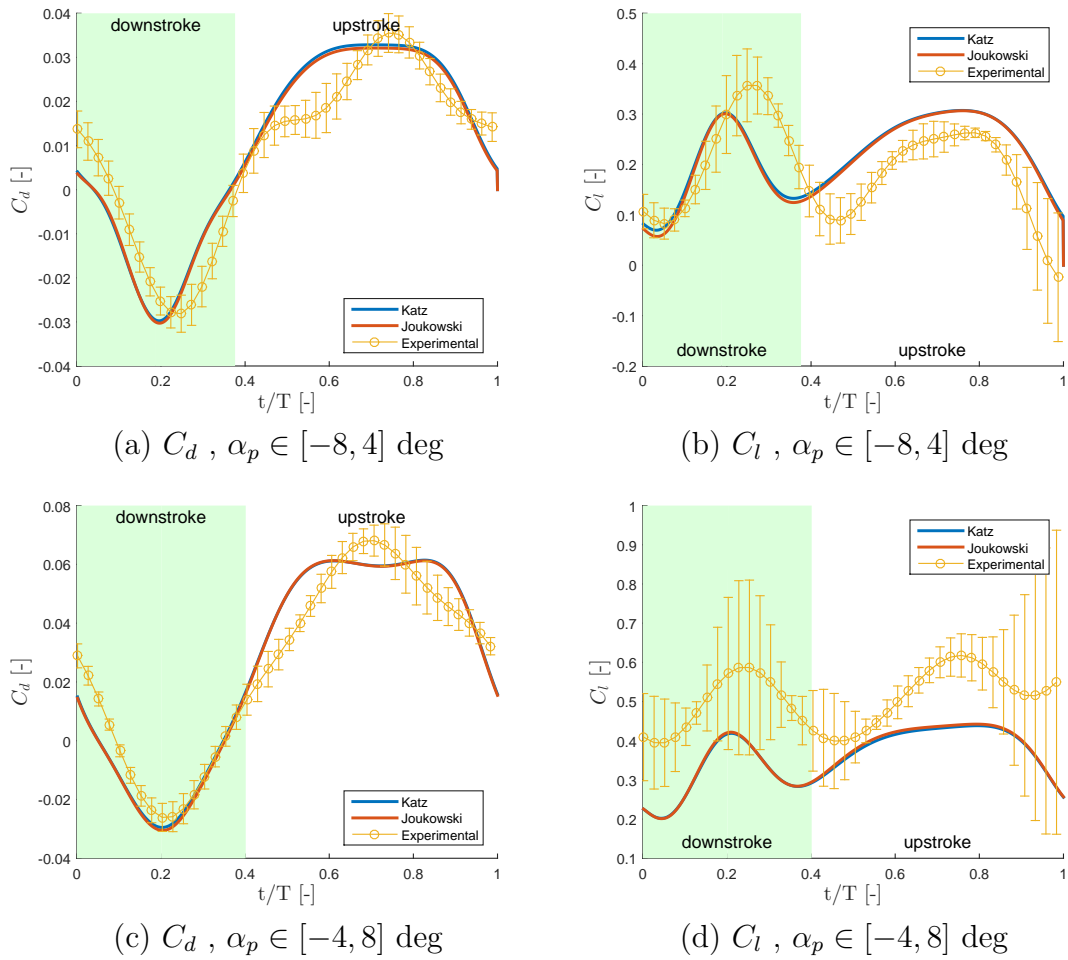 downstroke upstroke
0.04
0.03
0.02
0.01
0
-0.01
-0.02
-0.03
-0.04
C_d [-]
Katz
Joukowski
Experimental
0 0.2 0.4 0.6 0.8 1
t/T [-]
(a) C_d , α_p ∈ [−8, 4] deg
0.5
0.4
0.3
0.2
0.1
0
-0.1
-0.2
C_l [-]
Katz
Joukowski
Experimental
downstroke upstroke
0 0.2 0.4 0.6 0.8 1
t/T [-]
(b) C_l , α_p ∈ [−8, 4] deg
downstroke upstroke
0.08
0.06
0.04
0.02
0
-0.02
-0.04
C_d [-]
Katz
Joukowski
Experimental
0 0.2 0.4 0.6 0.8 1
t/T [-]
(c) C_d , α_p ∈ [−4, 8] deg
1
0.9
0.8
0.7
0.6
0.5
0.4
0.3
0.2
0.1
C_l [-]
Katz
Joukowski
Experimental
downstroke upstroke
0 0.2 0.4 0.6 0.8 1
t/T [-]
(d) C_l , α_p ∈ [−4, 8] deg